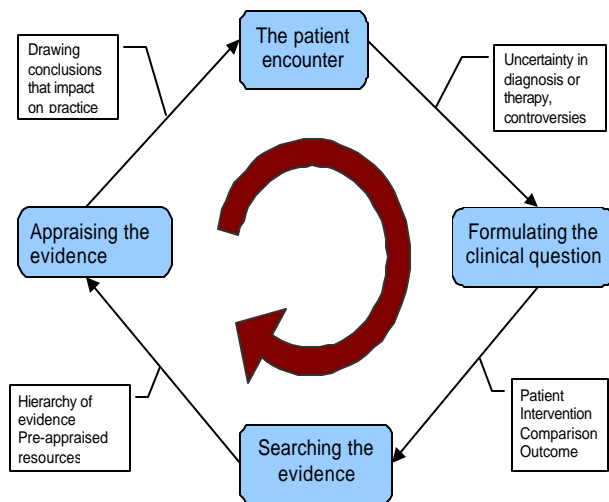 The patient
encounter
Uncertainty in
diagnosis or
therapy,
controversies
Formulating the
clinical question
Patient
Intervention
Comparison
Outcome
Searching the
evidence
Hierarchy of
evidence
Pre-appraised
resources
Appraising the
evidence
Drawing
conclusions
that impact
on practice